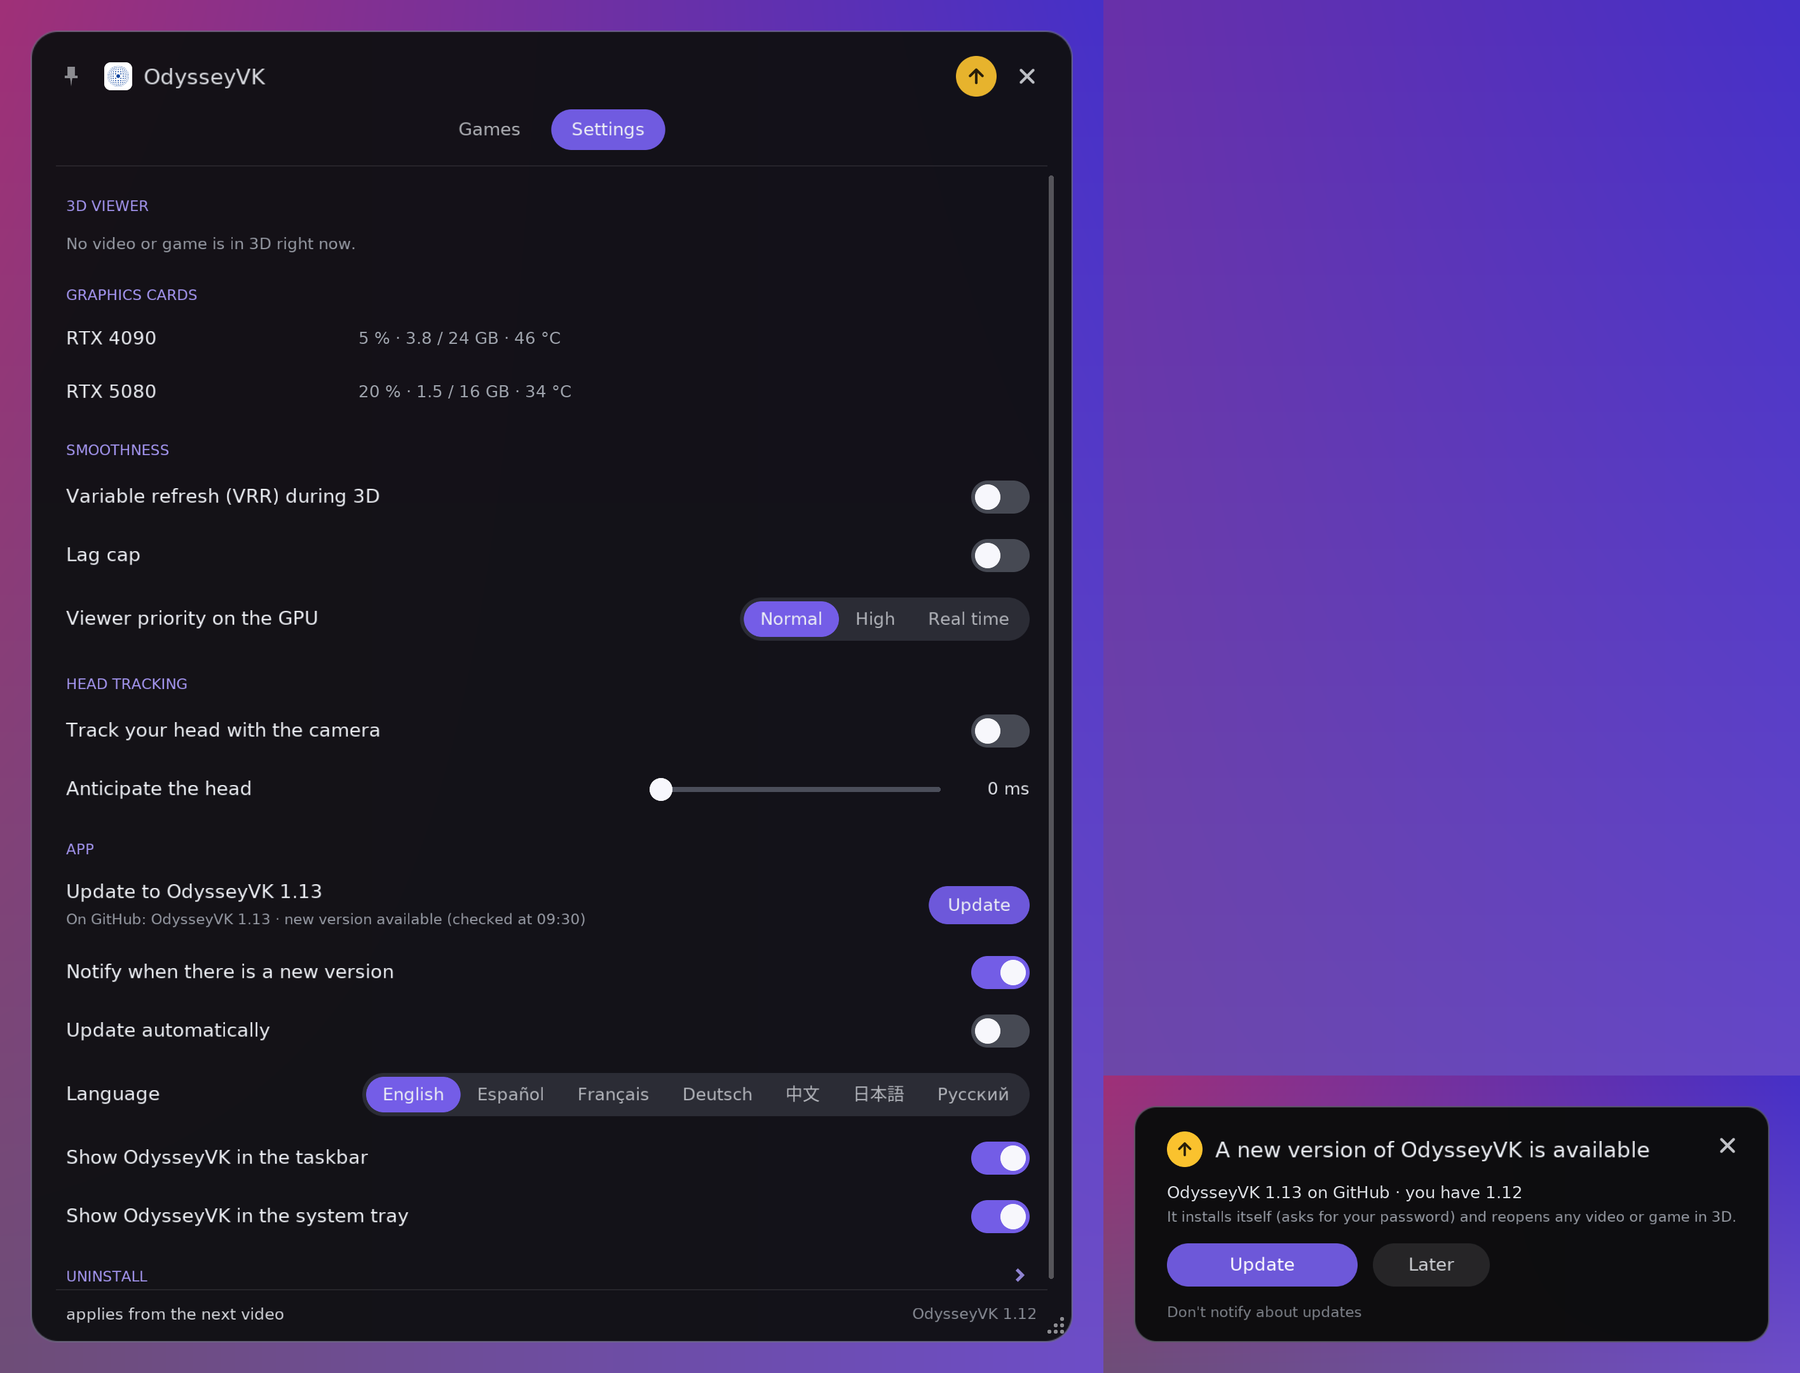 OdysseyVK
Games
Settings
3D VIEWER
No video or game is in 3D right now.
GRAPHICS CARDS
RTX 4090 5 % · 3.8 / 24 GB · 46 °C
RTX 5080 20 % · 1.5 / 16 GB · 34 °C
SMOOTHNESS
Variable refresh (VRR) during 3D
Lag cap
Viewer priority on the GPU Normal High Real time
HEAD TRACKING
Track your head with the camera
Anticipate the head 0 ms
APP
Update to OdysseyVK 1.13
On GitHub: OdysseyVK 1.13 · new version available (checked at 09:30)
Update
Notify when there is a new version
Update automatically
Language English Español Français Deutsch 中文 日本語 Русский
Show OdysseyVK in the taskbar
Show OdysseyVK in the system tray
UNINSTALL
applies from the next video OdysseyVK 1.12
A new version of OdysseyVK is available
OdysseyVK 1.13 on GitHub · you have 1.12
It installs itself (asks for your password) and reopens any video or game in 3D.
Update Later
Don't notify about updates